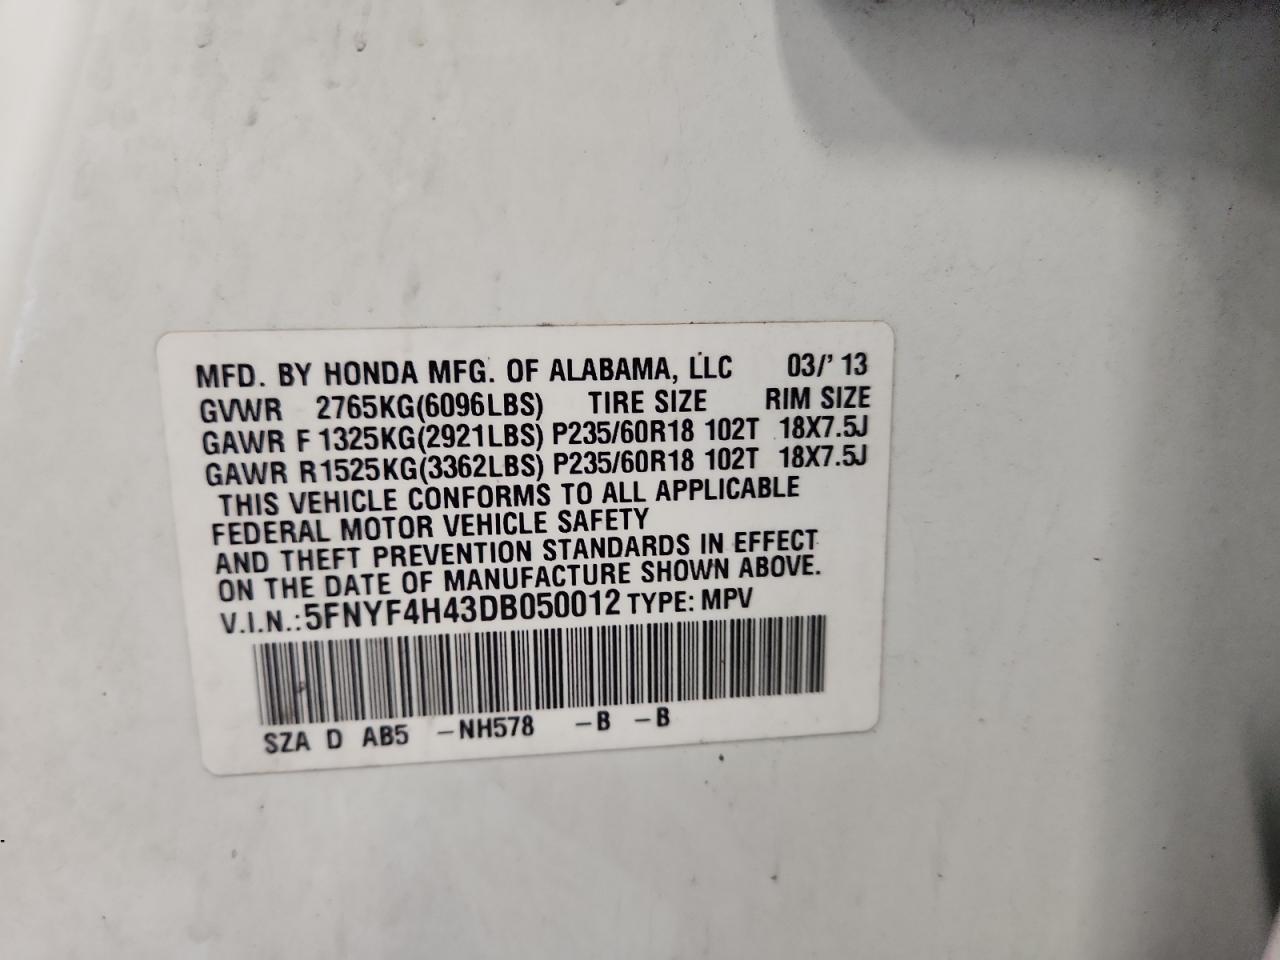 MFD. BY HONDA MFG. OF ALABAMA, LLC 03/' 13
GVWR 2765KG(6096LBS) TIRE SIZE RIM SIZE
GAWR F 1325KG(2921LBS) P235/60R18 102T 18X7.5J
GAWR R1525KG(3362LBS) P235/60R18 102T 18X7.5J
THIS VEHICLE CONFORMS TO ALL APPLICABLE
FEDERAL MOTOR VEHICLE SAFETY
AND THEFT PREVENTION STANDARDS IN EFFECT
ON THE DATE OF MANUFACTURE SHOWN ABOVE.
V.I.N.:5FNYF4H43DB050012 TYPE: MPV
SZA D AB5 -NH578 -B -B